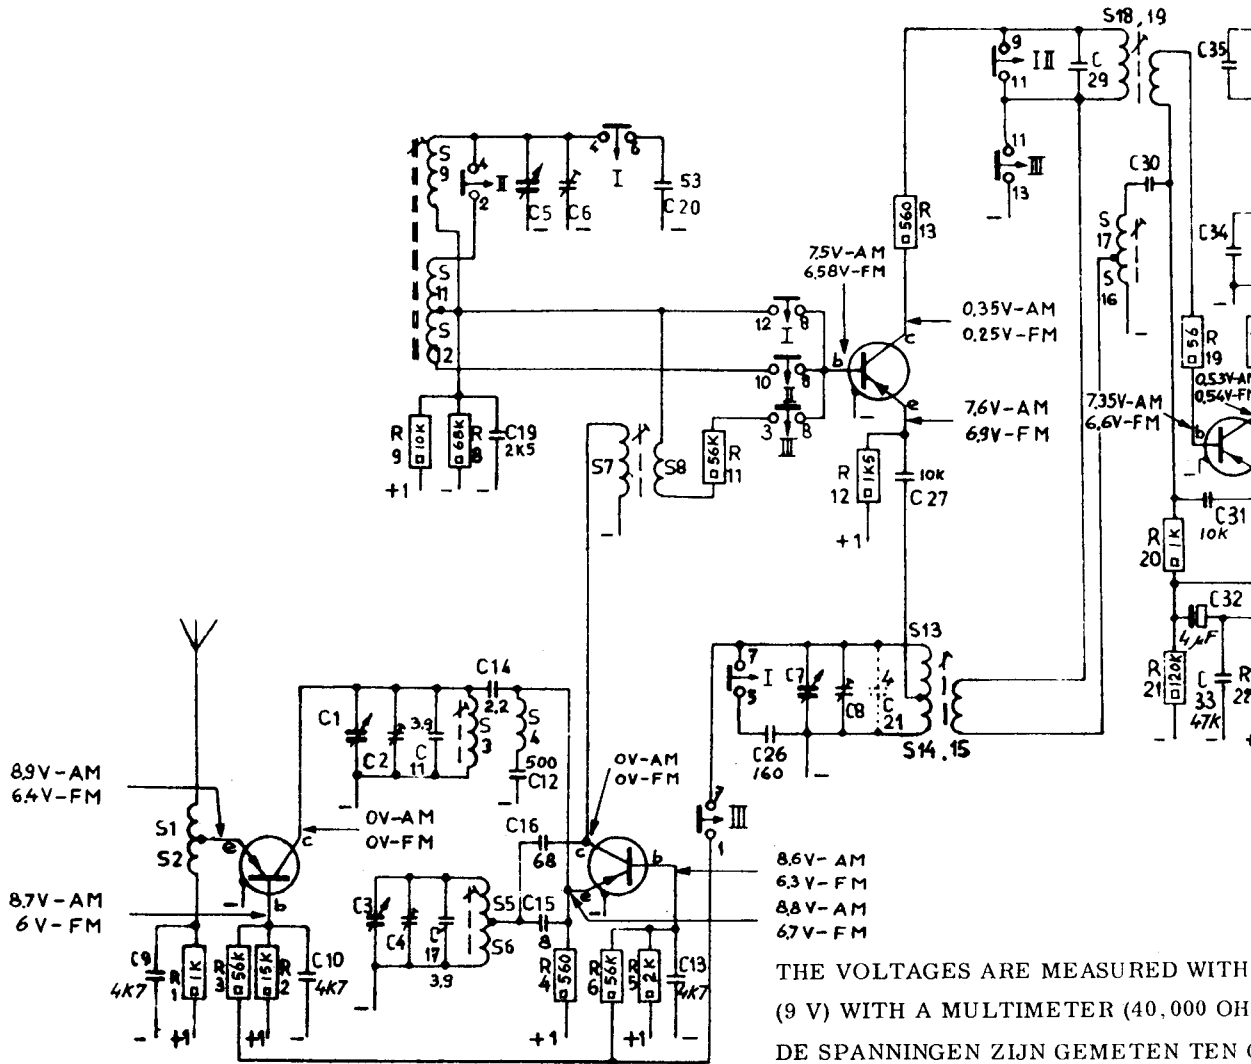 S18,19
9
11
I II
C
29
C35
11
13
III
C30
S
17
S
16
C34
S
9
4
2
II
C5
C6
4
6
I
53
C20
560
R
13
7,5V-AM
6,58V-FM
0,35V-AM
0,25V-FM
S
11
S
12
12
8
I
10
8
II
3
8
III
b
c
e
7,6V-AM
6,9V-FM
56
R
19
0,53V-AM
0,54V-FM
7,35V-AM
6,6V-FM
b
R
9
10K
68K
R
8
C19
2K5
+1
S7
S8
56K
R
11
R
12
1K5
10K
C27
+1
C31
10K
R
20
1K
C32
4µF
R
21
120K
C
33
47K
R
22
S13
7
5
I
C7
C8
4
C
21
C26
160
S14,15
7
1
III
C14
2,2
C1
C2
3,9
C
11
S
3
S
4
500
C12
8,9V-AM
6,4V-FM
S1
S2
e
c
b
0V-AM
0V-FM
8,7V-AM
6V-FM
C16
68
0V-AM
0V-FM
c
e
b
8,6V-AM
6,3V-FM
8,8V-AM
6,7V-FM
C3
C4
C
17
3,9
S5
S6
C15
8
C9
4K7
R
1
1K
R
3
56K
15K
R
2
C10
4K7
+1
+1
R
4
560
R
6
56K
R
5
2K
C13
4K7
+1
+1
THE VOLTAGES ARE MEASURED WITH
(9 V) WITH A MULTIMETER (40,000 OH
DE SPANNINGEN ZIJN GEMETEN TEN